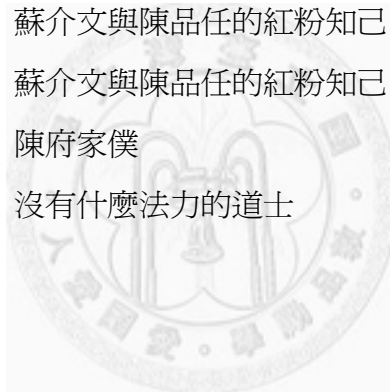 蘇介文與陳品任的紅粉知己
蘇介文與陳品任的紅粉知己
陳府家僕
沒有什麼法力的道士